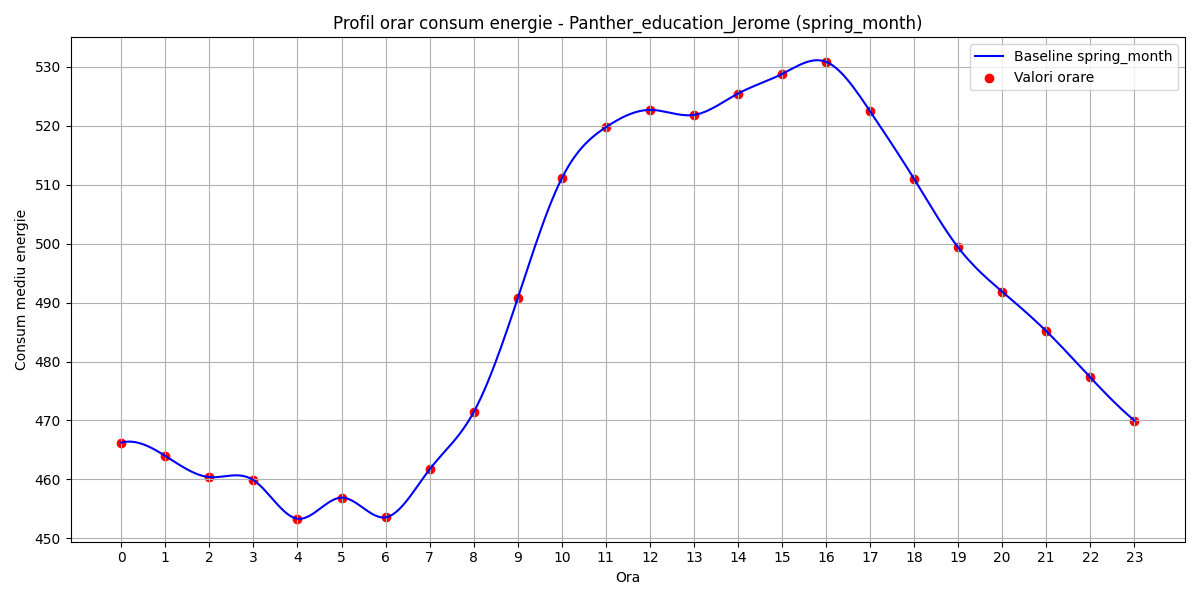 Profil orar consum energie - Panther_education_Jerome (spring_month)
Baseline spring_month
Valori orare
Consum mediu energie
530
520
510
500
490
480
470
460
450
0 1 2 3 4 5 6 7 8 9 10 11 12 13 14 15 16 17 18 19 20 21 22 23
Ora